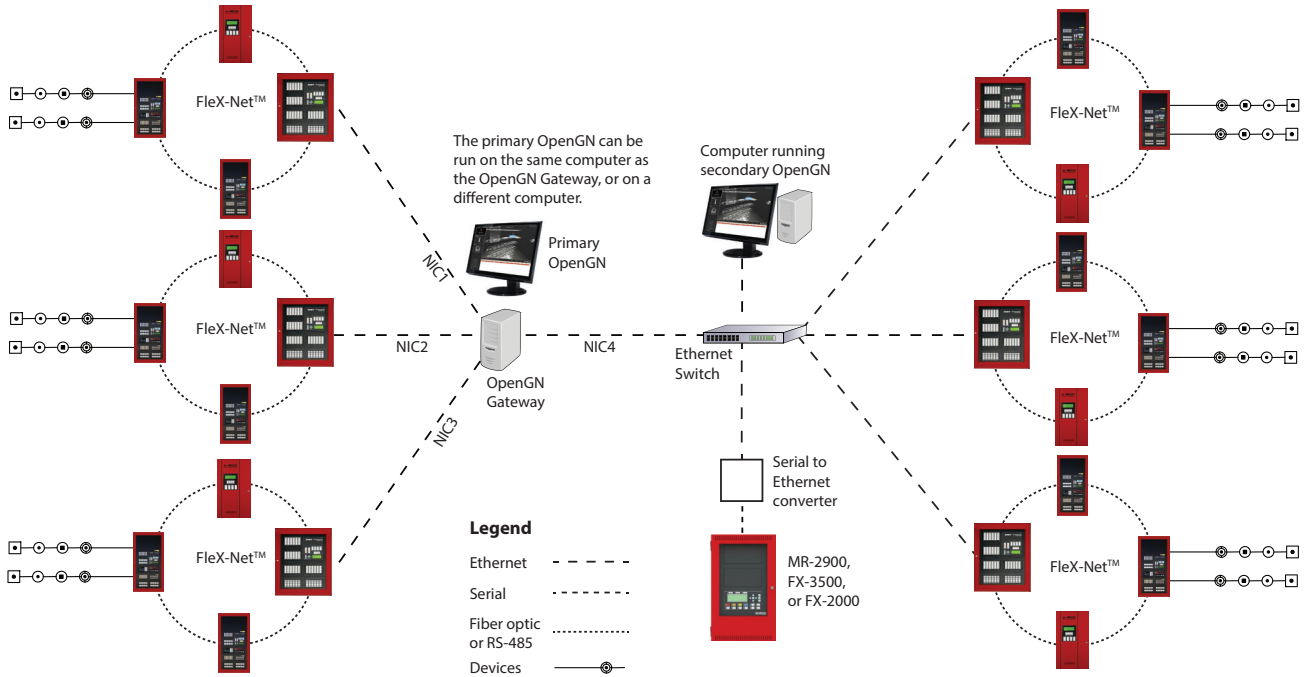 FleX-Net™
FleX-Net™
The primary OpenGN can be
run on the same computer as
the OpenGN Gateway, or on a
different computer.
Computer running
secondary OpenGN
Primary
OpenGN
NIC1
FleX-Net™
NIC2
NIC4
Ethernet
Switch
FleX-Net™
OpenGN
Gateway
NIC3
Serial to
Ethernet
converter
FleX-Net™
FleX-Net™
Legend
Ethernet
Serial
Fiber optic
or RS-485
Devices
MR-2900,
FX-3500,
or FX-2000